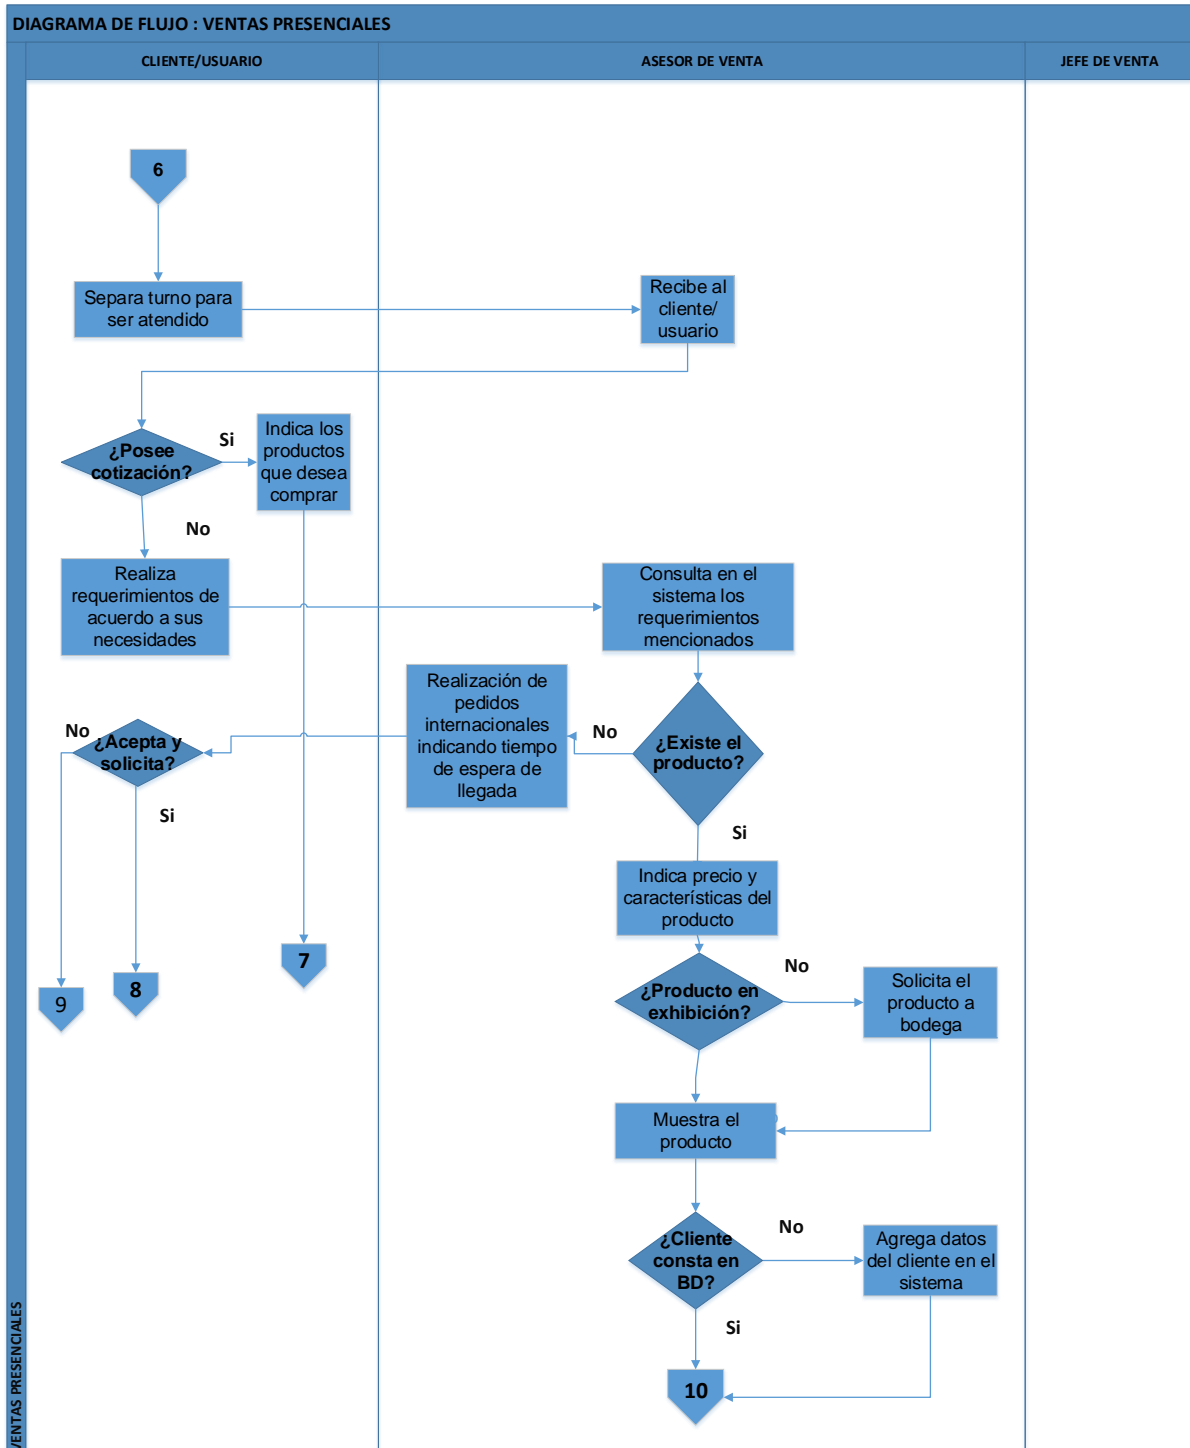 DIAGRAMA DE FLUJO : VENTAS PRESENCIALES
CLIENTE/USUARIO
ASESOR DE VENTA
JEFE DE VENTA
6
Separa turno para
ser atendido
Recibe al
cliente/
usuario
¿Posee
cotización?
Si
Indica los
productos
que desea
comprar
No
Realiza
requerimientos de
acuerdo a sus
necesidades
Consulta en el
sistema los
requerimientos
mencionados
Realización de
pedidos
internacionales
indicando tiempo
de espera de
llegada
No
¿Existe el
producto?
No
¿Acepta y
solicita?
Si
Si
Indica precio y
características del
producto
7
8
9
¿Producto en
exhibición?
No
Solicita el
producto a
bodega
Muestra el
producto
¿Cliente
consta en
BD?
No
Agrega datos
del cliente en el
sistema
Si
10
VENTAS PRESENCIALES